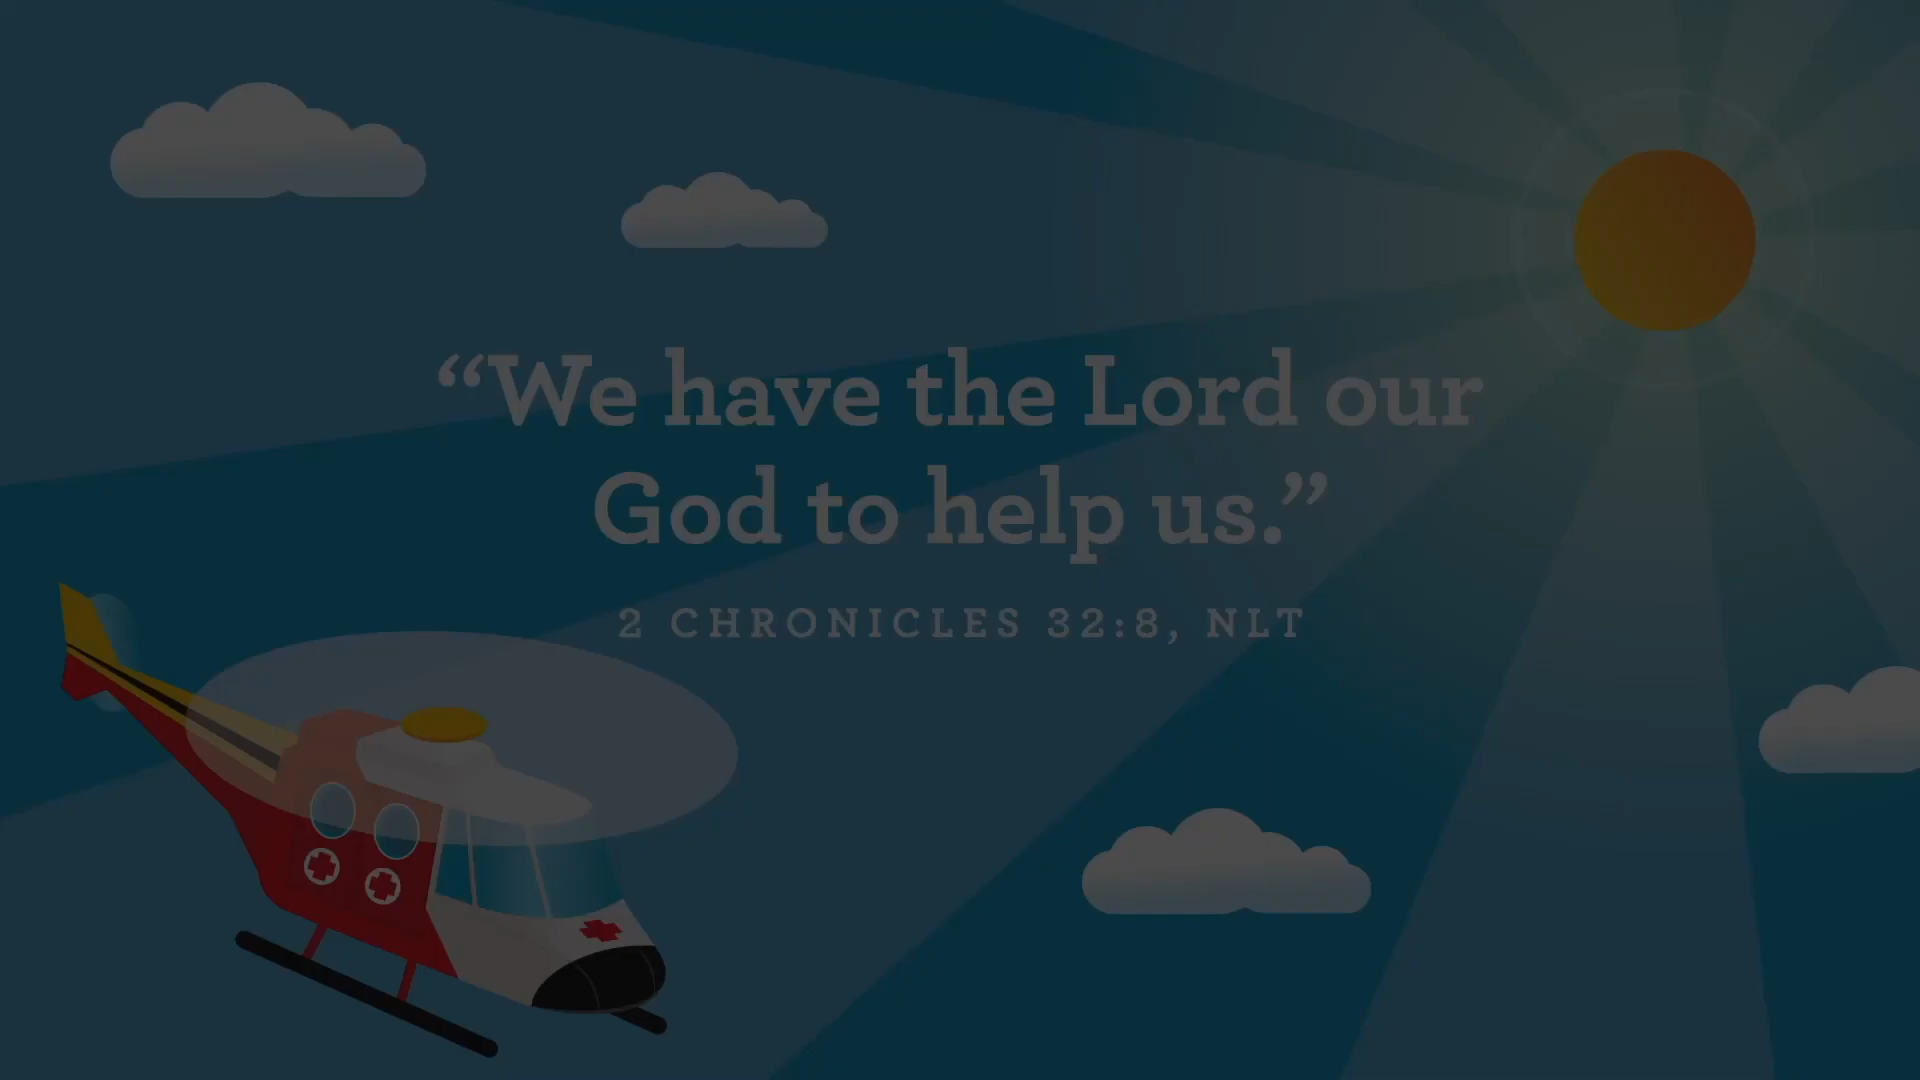 “We have the Lord our
God to help us.”
2 CHRONICLES 32:8, NLT